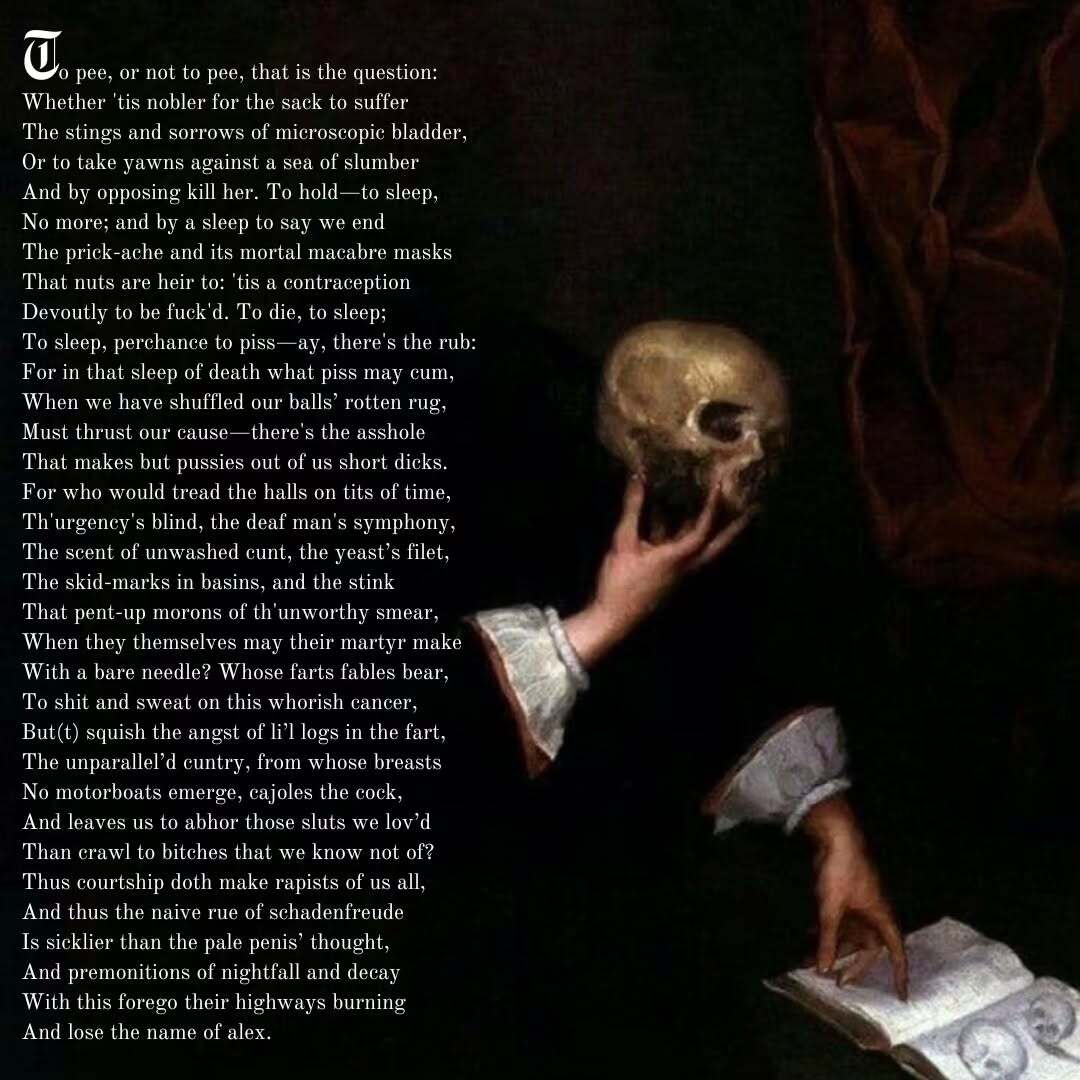 To pee, or not to pee, that is the question:
Whether 'tis nobler for the sack to suffer
The stings and sorrows of microscopic bladder,
Or to take yawns against a sea of slumber
And by opposing kill her. To hold—to sleep,
No more; and by a sleep to say we end
The prick-ache and its mortal macabre masks
That nuts are heir to: 'tis a contraception
Devoutly to be fuck'd. To die, to sleep;
To sleep, perchance to piss—ay, there's the rub:
For in that sleep of death what piss may cum,
When we have shuffled our balls’ rotten rug,
Must thrust our cause—there's the asshole
That makes but pussies out of us short dicks.
For who would tread the halls on tits of time,
Th'urgency's blind, the deaf man's symphony,
The scent of unwashed cunt, the yeast’s filet,
The skid-marks in basins, and the stink
That pent-up morons of th'unworthy smear,
When they themselves may their martyr make
With a bare needle? Whose farts fables bear,
To shit and sweat on this whorish cancer,
But(t) squish the angst of li’l logs in the fart,
The unparallel’d cuntry, from whose breasts
No motorboats emerge, cajoles the cock,
And leaves us to abhor those sluts we lov’d
Than crawl to bitches that we know not of?
Thus courtship doth make rapists of us all,
And thus the naive rue of schadenfreude
Is sicklier than the pale penis’ thought,
And premonitions of nightfall and decay
With this forego their highways burning
And lose the name of alex.